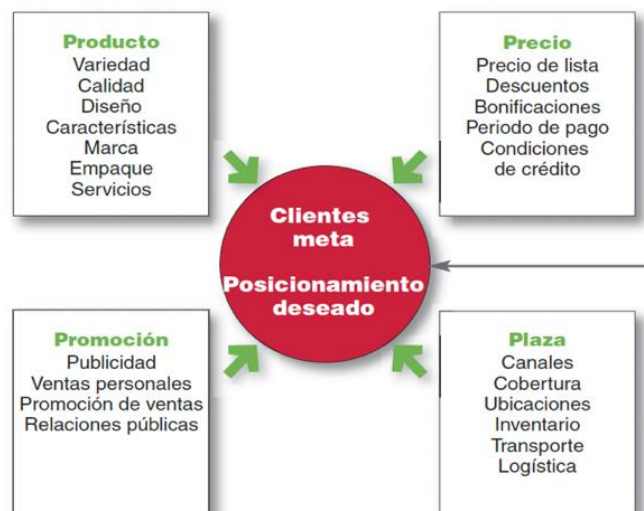 Producto
Variedad
Calidad
Diseño
Características
Marca
Empaque
Servicios
Precio
Precio de lista
Descuentos
Bonificaciones
Periodo de pago
Condiciones
de crédito
Clientes
meta
Posicionamiento
deseado
Promoción
Publicidad
Ventas personales
Promoción de ventas
Relaciones públicas
Plaza
Canales
Cobertura
Ubicaciones
Inventario
Transporte
Logística